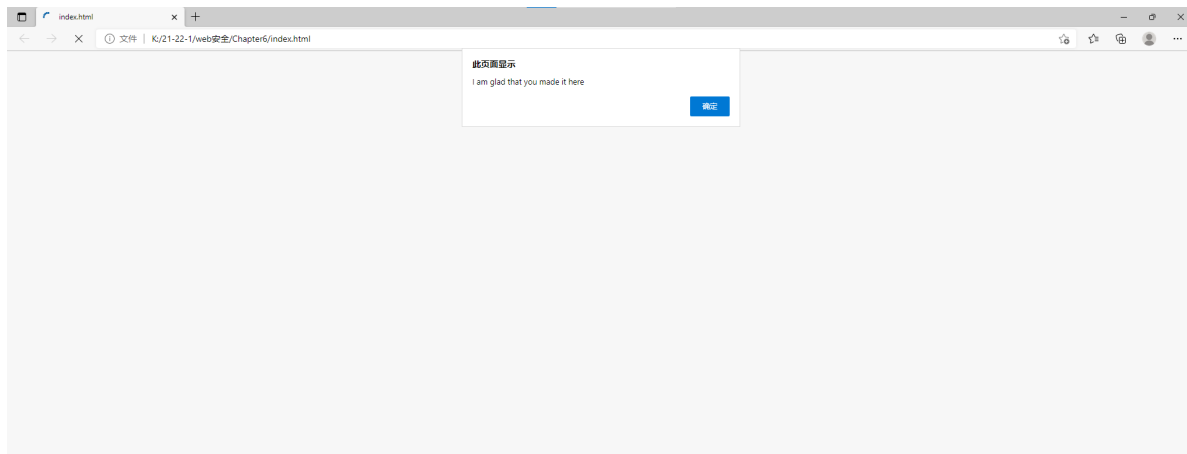 index.html
文件 K:/21-22-1/web安全/Chapter6/index.html
此页面显示
I am glad that you made it here
确定